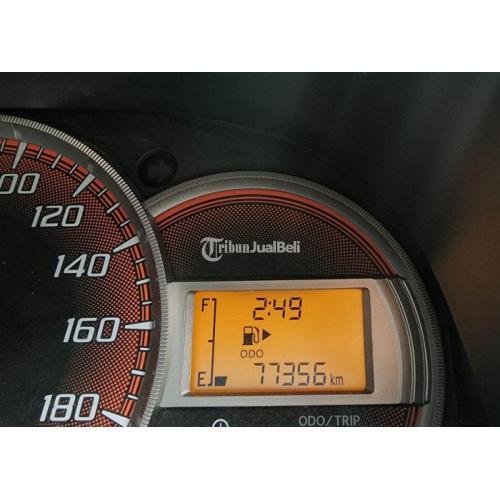 00
120
140
160
180
TribunJualBeli
F
2:49
ODO
E
77356 km
ODO/TRIP